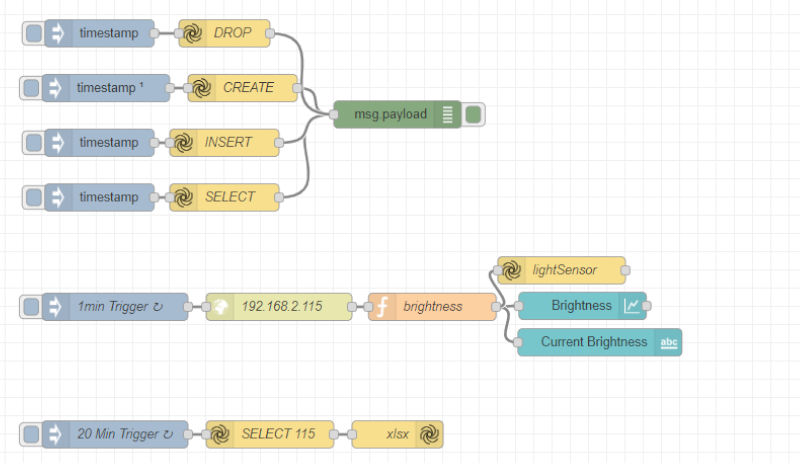 timestamp DROP
timestamp ¹ CREATE
msg.payload
timestamp INSERT
timestamp SELECT
lightSensor
1min Trigger ↻ 192.168.2.115 brightness Brightness
Current Brightness abc
20 Min Trigger ↻ SELECT 115 xlsx